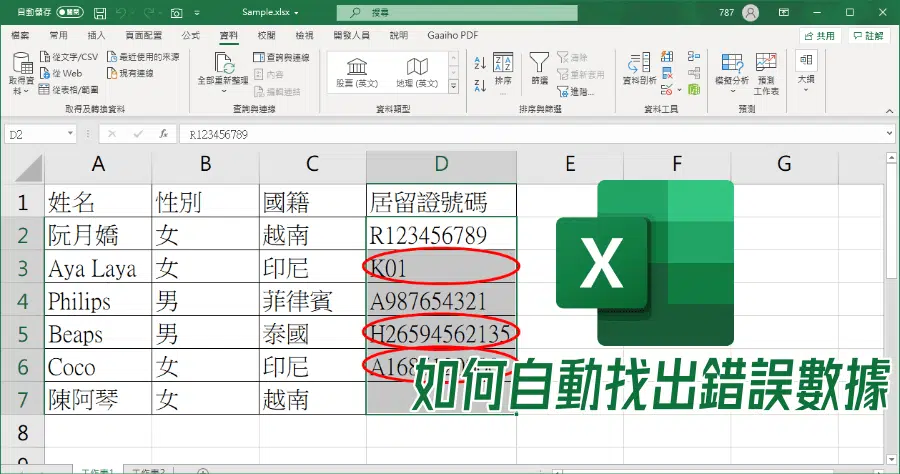 自動儲存 關閉 Sample.xlsx 搜尋 787
檔案 常用 插入 頁面配置 公式 資料 校閱 檢視 開發人員 說明 Gaaiho PDF 共用 註解
取得資料 從文字/CSV 從 Web 從表格/範圍 最近使用的來源 現有連線
全部重新整理 查詢與連線 內容 編輯連結
股票 (英文) 地理 (英文)
排序 篩選 清除 重新套用 進階...
資料剖析 模擬分析 預測工作表 大綱
取得及轉換資料 查詢與連線 資料類型 排序與篩選 資料工具 預測
D2 fx R123456789
A B C D E F G
1 姓名 性別 國籍 居留證號碼
2 阮月嬌 女 越南 R123456789
3 Aya Laya 女 印尼 K01
4 Philips 男 菲律賓 A987654321
5 Beaps 男 泰國 H26594562135
6 Coco 女 印尼
7 陳阿琴 女 越南
8
X
如何自動找出錯誤數據
工作表1 工作表2